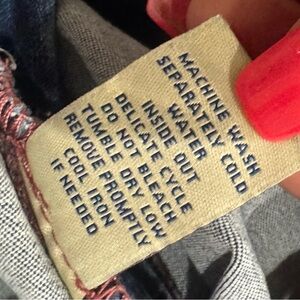 MACHINE WASH
SEPARATELY COLD
WATER
INSIDE OUT
DELICATE CYCLE
DO NOT BLEACH
TUMBLE DRY LOW
REMOVE PROMPTLY
COOL IRON
IF NEEDED